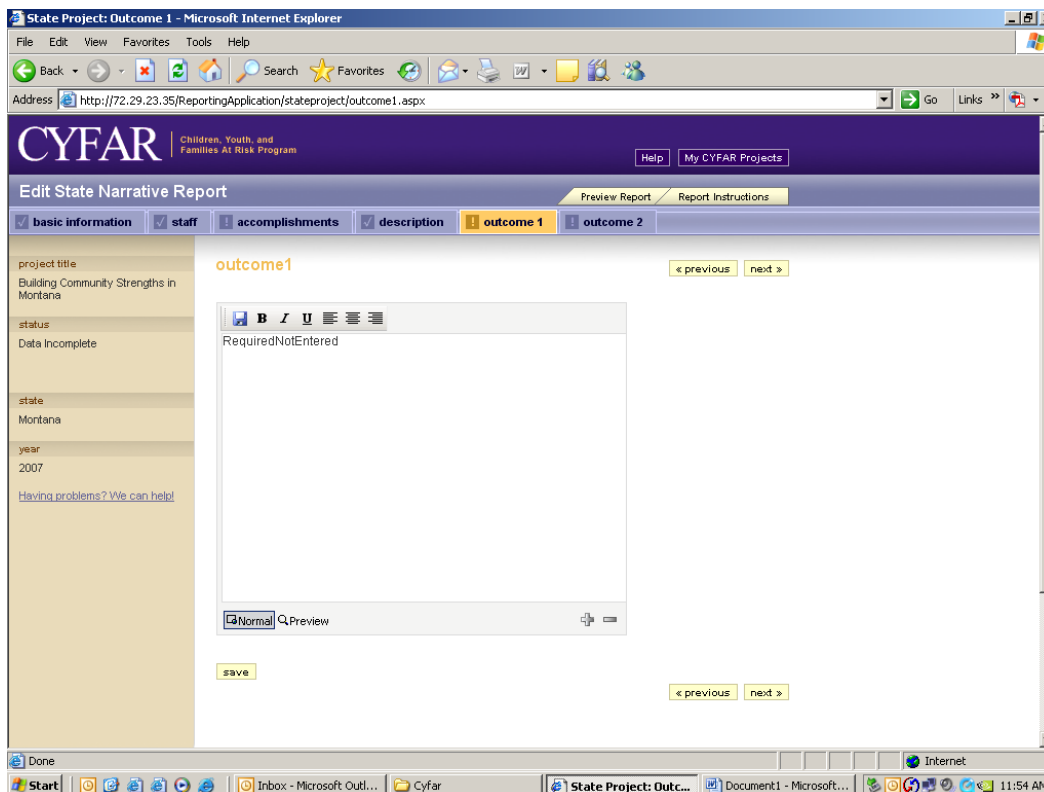 State Project: Outcome 1 - Microsoft Internet Explorer
File Edit View Favorites Tools Help
Back Search Favorites
Address http://72.29.23.35/ReportingApplication/stateproject/outcome1.aspx Go Links »
CYFAR Children, Youth, and
Families At Risk Program
Help My CYFAR Projects
Edit State Narrative Report
Preview Report Report Instructions
basic information staff accomplishments description outcome 1 outcome 2
project title
Building Community Strengths in
Montana
status
Data Incomplete
state
Montana
year
2007
Having problems? We can help!
outcome1
« previous next »
B I U
RequiredNotEntered
Normal Preview
save
« previous next »
Done Internet
Start Inbox - Microsoft Outl... Cyfar State Project: Outc... Document1 - Microsoft... 11:54 AM